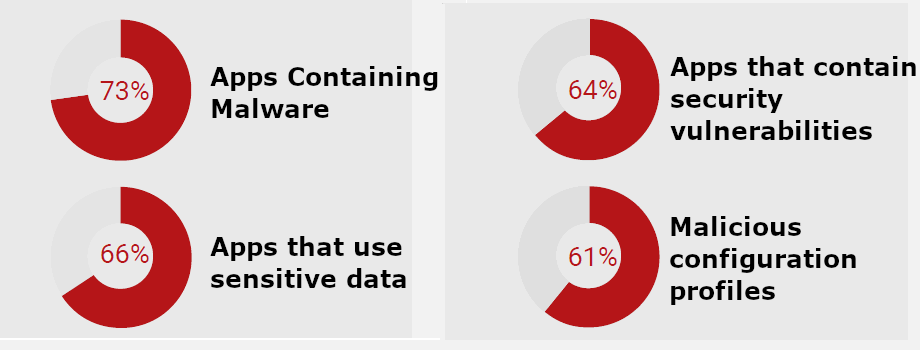 73%
Apps Containing
Malware
64%
Apps that contain
security
vulnerabilities
66%
Apps that use
sensitive data
61%
Malicious
configuration
profiles